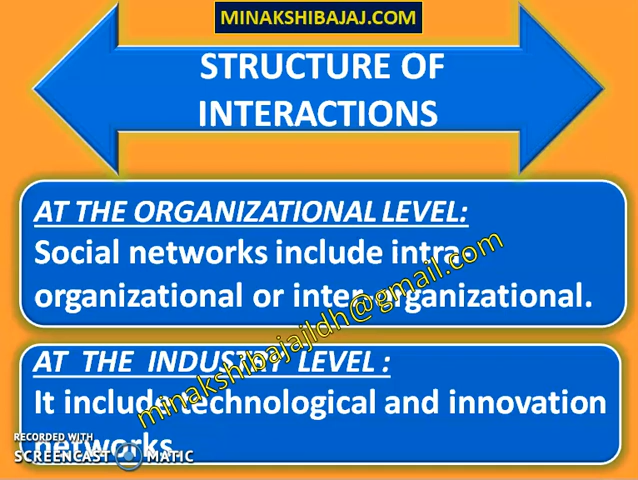 MINAKSHIBAJAJ.COM
STRUCTURE OF
INTERACTIONS
AT THE ORGANIZATIONAL LEVEL:
Social networks include intra-
organizational or inter-organizational.
minakshibajajldh@gmail.com
AT THE INDUSTRY LEVEL :
It include technological and innovation
networks.
RECORDED WITH
SCREENCAST MATIC